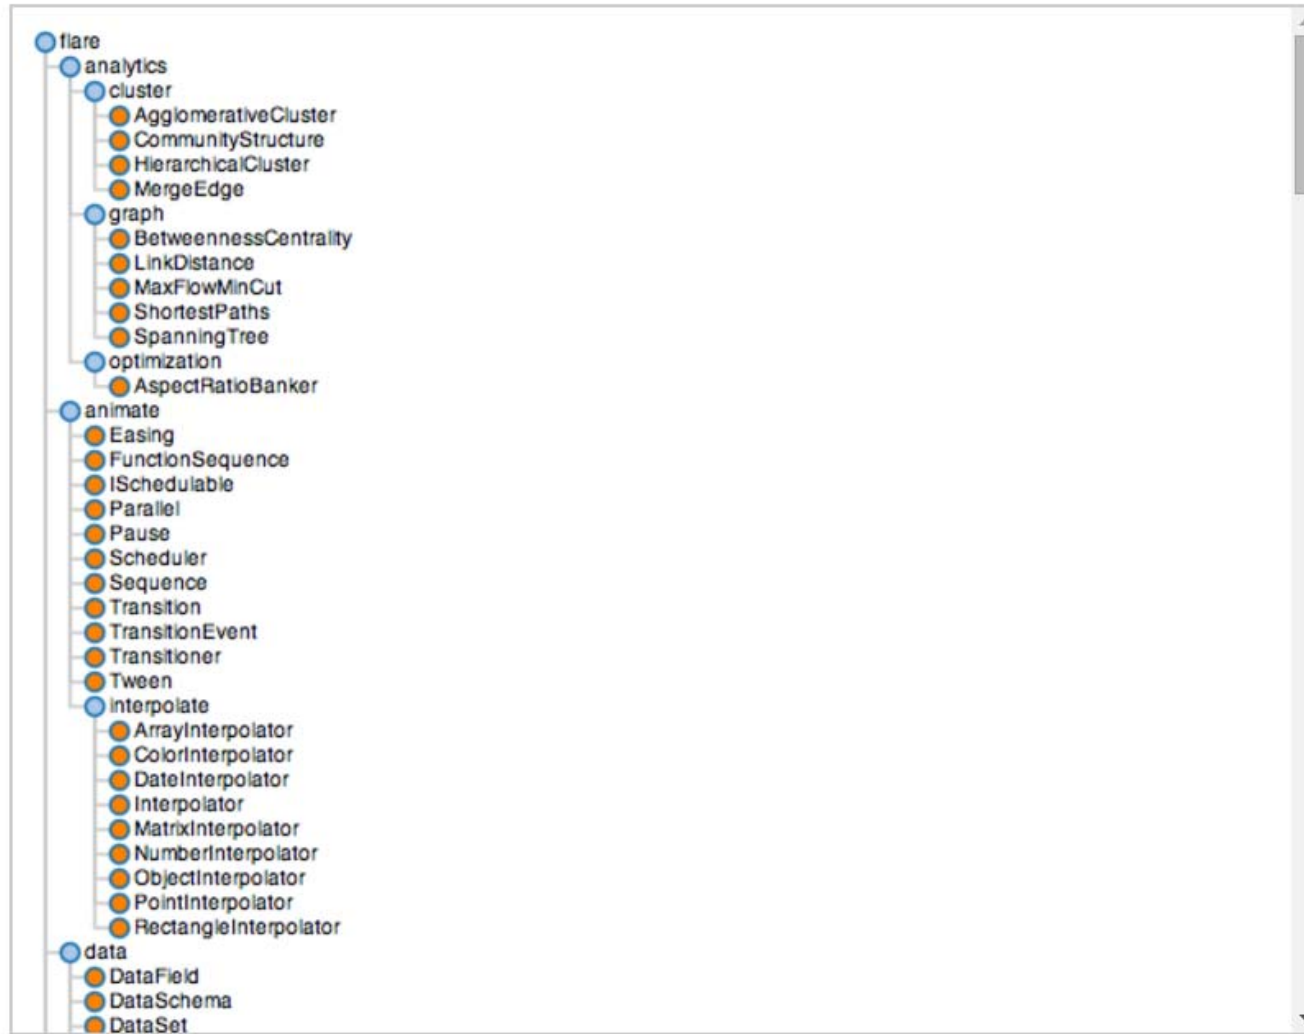 flare
analytics
cluster
AgglomerativeCluster
CommunityStructure
HierarchicalCluster
MergeEdge
graph
BetweennessCentrality
LinkDistance
MaxFlowMinCut
ShortestPaths
SpanningTree
optimization
AspectRatioBanker
animate
Easing
FunctionSequence
ISchedulable
Parallel
Pause
Scheduler
Sequence
Transition
TransitionEvent
Transitioner
Tween
interpolate
ArrayInterpolator
ColorInterpolator
DateInterpolator
Interpolator
MatrixInterpolator
NumberInterpolator
ObjectInterpolator
PointInterpolator
RectangleInterpolator
data
DataField
DataSchema
DataSet